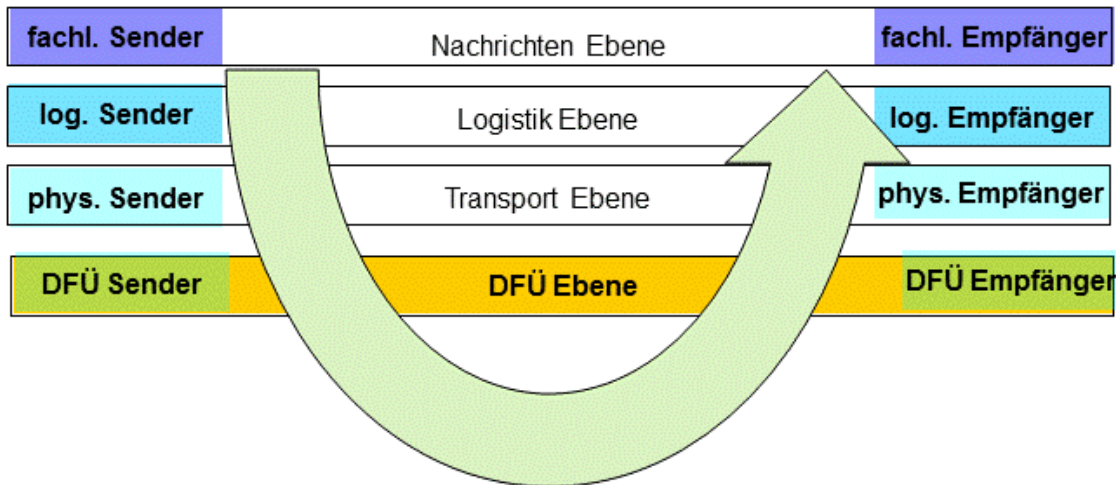 fachl. Sender Nachrichten Ebene fachl. Empfänger
log. Sender Logistik Ebene log. Empfänger
phys. Sender Transport Ebene phys. Empfänger
DFÜ Sender DFÜ Ebene DFÜ Empfänger